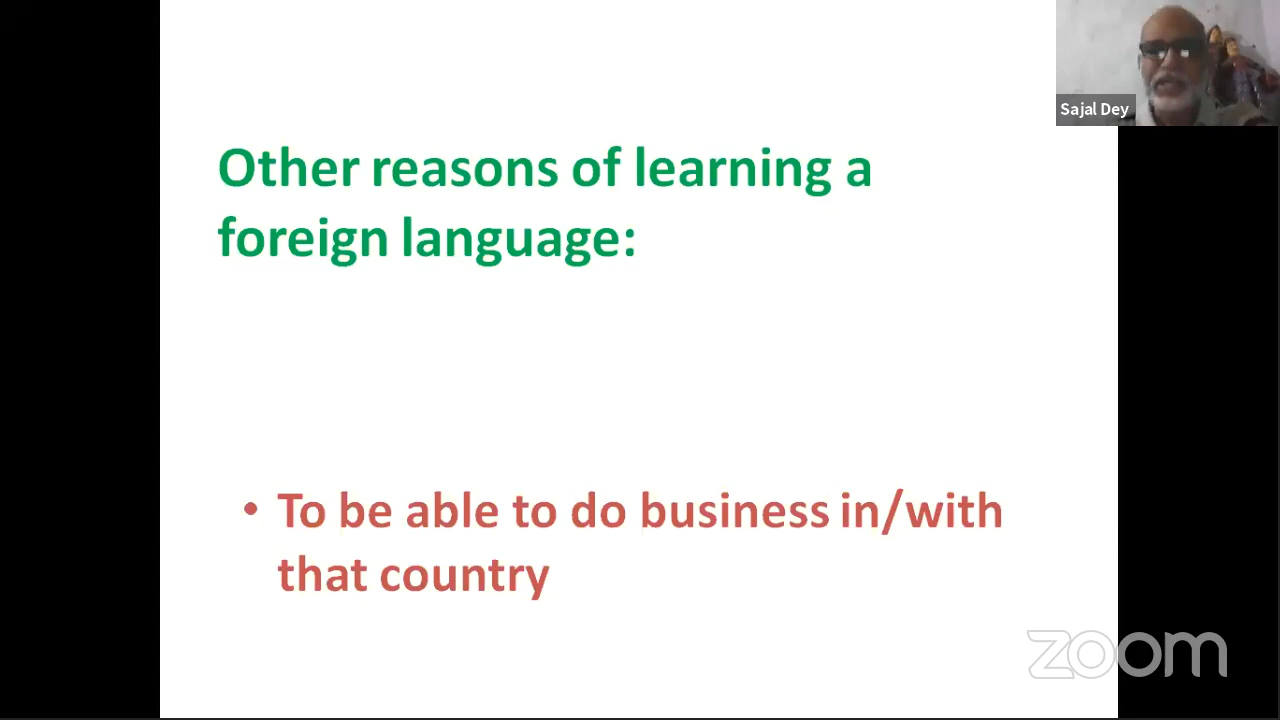 Sajal Dey
Other reasons of learning a
foreign language:
• To be able to do business in/with
that country
zoom